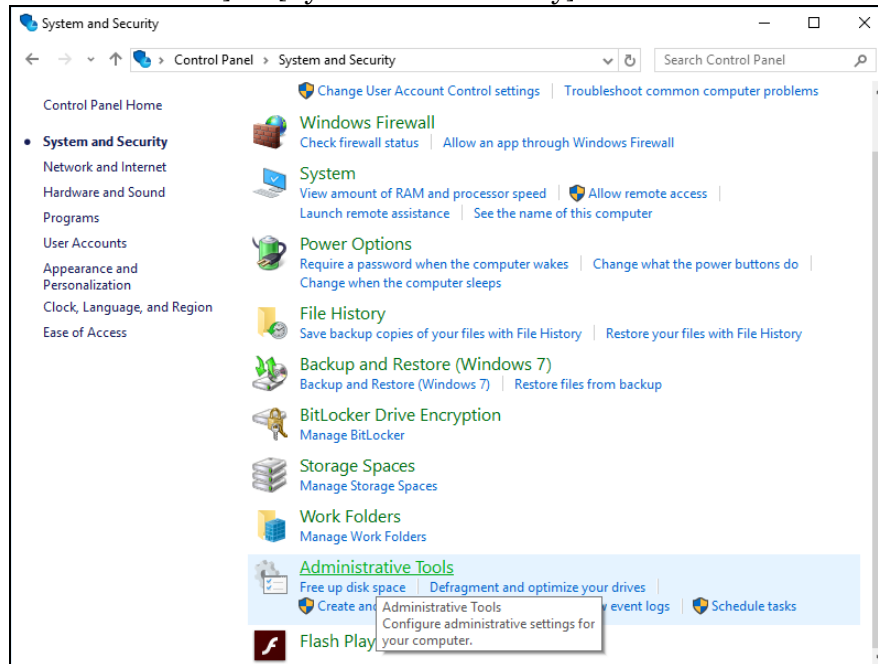 System and Security
Control Panel > System and Security
Search Control Panel
Control Panel Home
System and Security
Network and Internet
Hardware and Sound
Programs
User Accounts
Appearance and
Personalization
Clock, Language, and Region
Ease of Access
Change User Account Control settings | Troubleshoot common computer problems
Windows Firewall
Check firewall status | Allow an app through Windows Firewall
System
View amount of RAM and processor speed | Allow remote access |
Launch remote assistance | See the name of this computer
Power Options
Require a password when the computer wakes | Change what the power buttons do |
Change when the computer sleeps
File History
Save backup copies of your files with File History | Restore your files with File History
Backup and Restore (Windows 7)
Backup and Restore (Windows 7) | Restore files from backup
BitLocker Drive Encryption
Manage BitLocker
Storage Spaces
Manage Storage Spaces
Work Folders
Manage Work Folders
Administrative Tools
Free up disk space | Defragment and optimize your drives |
Create event logs | Schedule tasks
Administrative Tools
Configure administrative settings for
your computer.
Flash Play